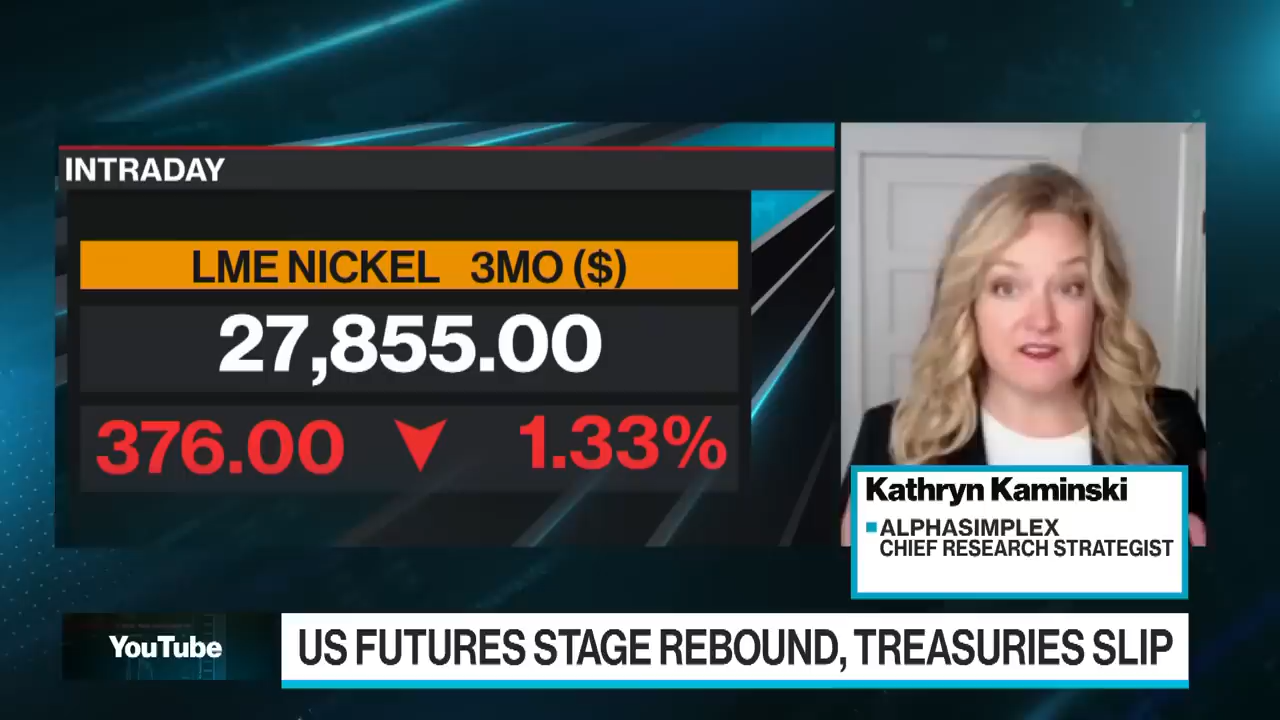 INTRADAY
LME NICKEL 3MO ($)
27,855.00
376.00 1.33%
Kathryn Kaminski
ALPHASIMPLEX
CHIEF RESEARCH STRATEGIST
YouTube
US FUTURES STAGE REBOUND, TREASURIES SLIP